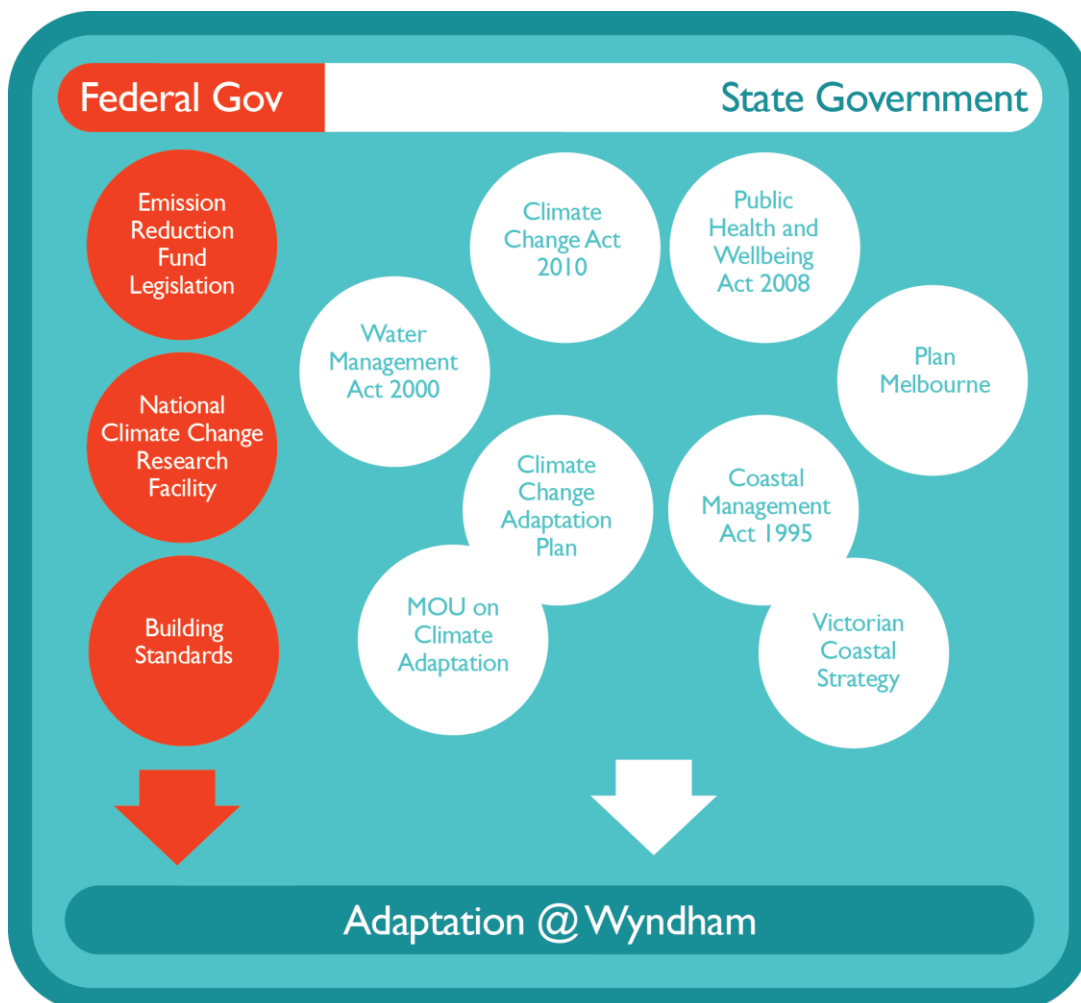 Federal Gov
State Government
Emission
Reduction
Fund
Legislation
National
Climate Change
Research
Facility
Building
Standards
Climate
Change Act
2010
Public
Health and
Wellbeing
Act 2008
Water
Management
Act 2000
Plan
Melbourne
Climate
Change
Adaptation
Plan
Coastal
Management
Act 1995
MOU on
Climate
Adaptation
Victorian
Coastal
Strategy
Adaptation @ Wyndham